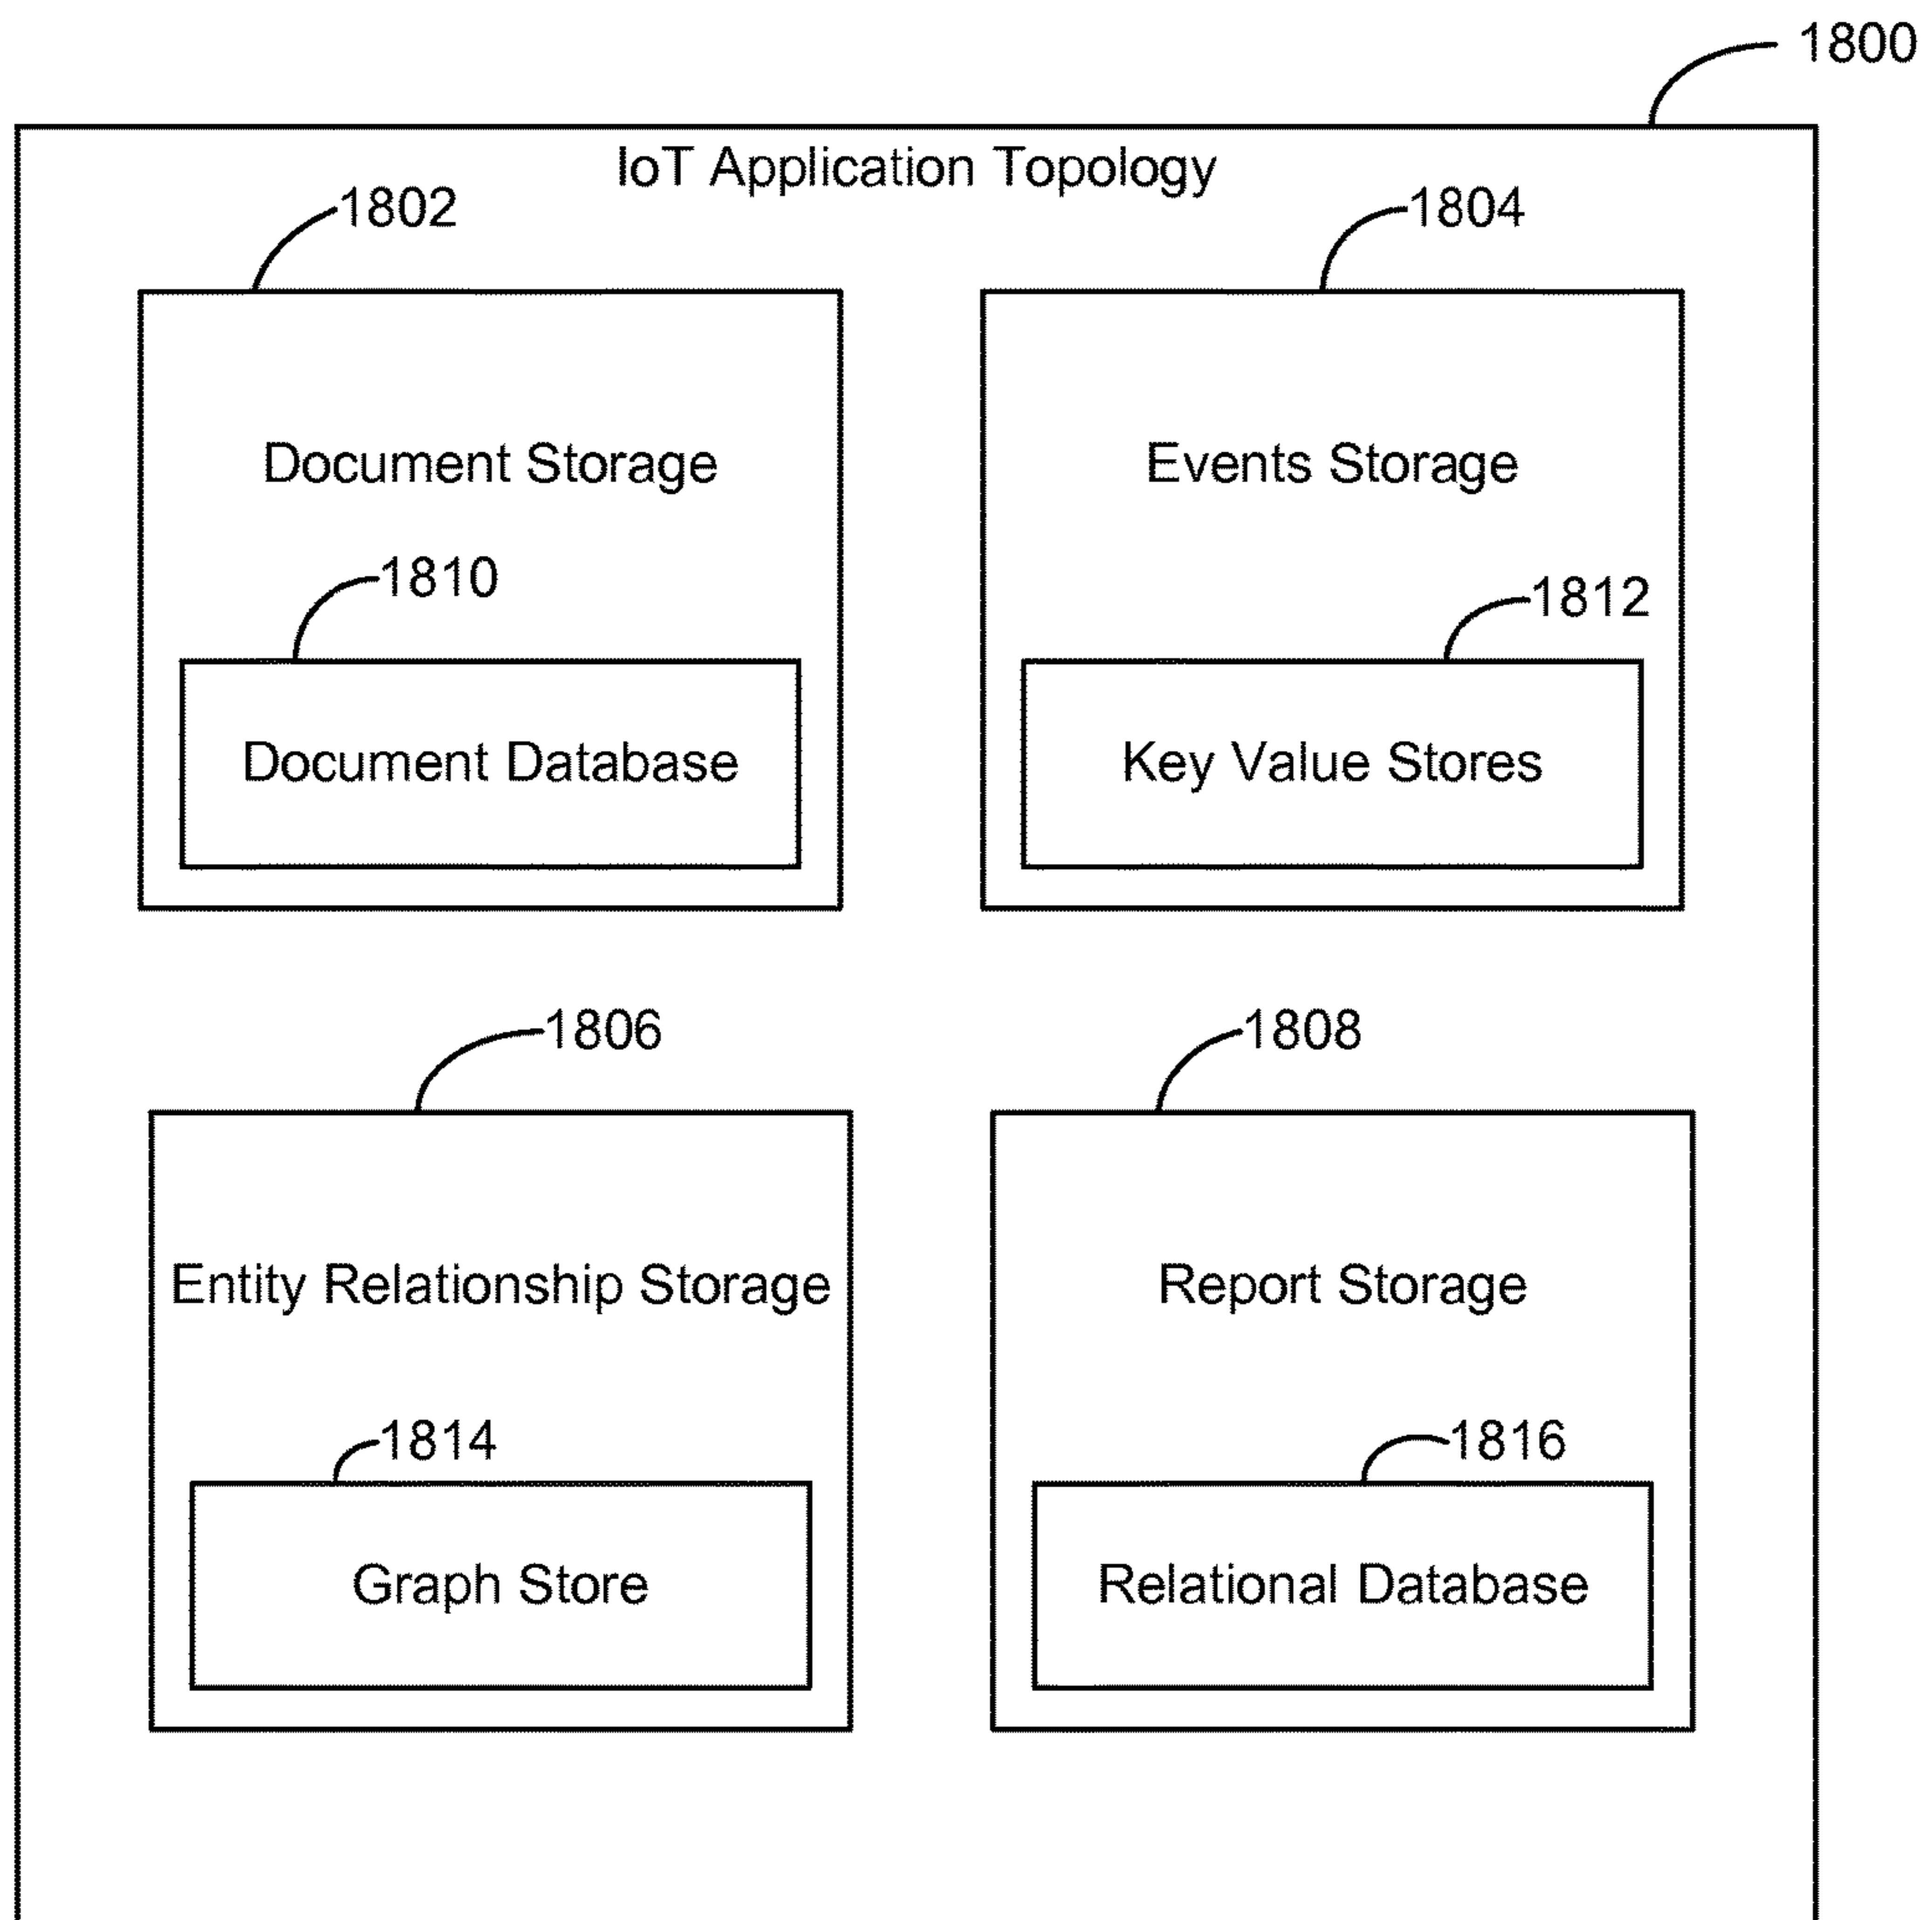 1800
IoT Application Topology
1802
1804
Document Storage
Events Storage
1810
1812
Document Database
Key Value Stores
1806
1808
Entity Relationship Storage
Report Storage
1814
1816
Graph Store
Relational Database